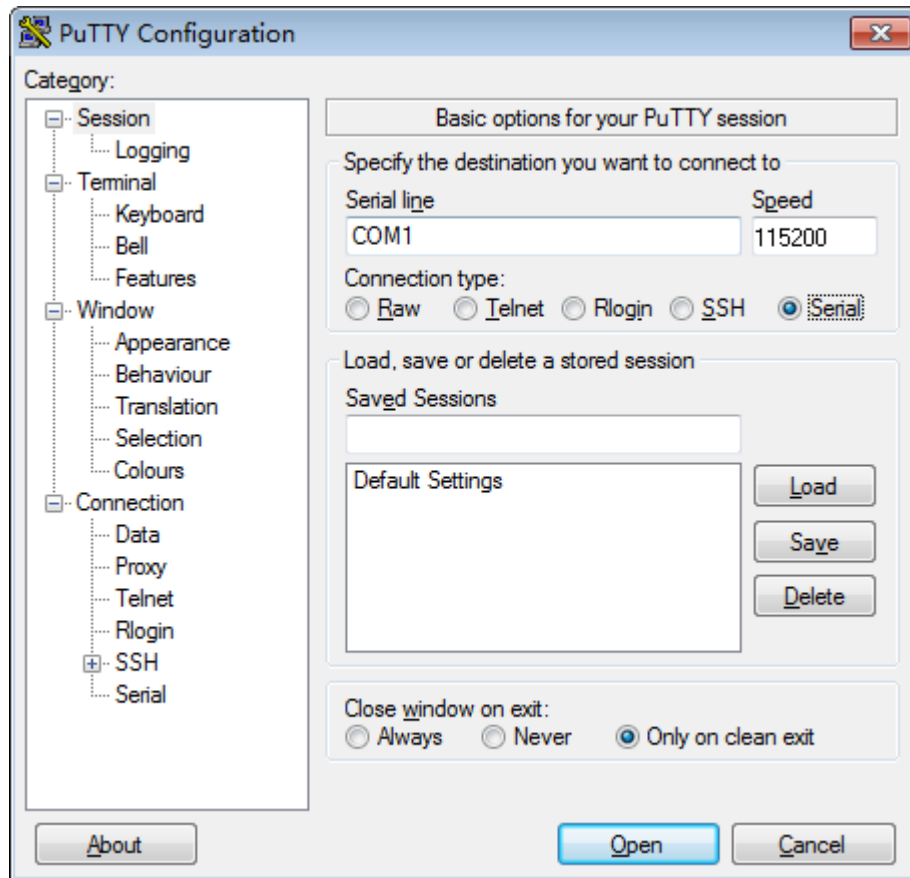 PuTTY Configuration
Category:
Session
Logging
Terminal
Keyboard
Bell
Features
Window
Appearance
Behaviour
Translation
Selection
Colours
Connection
Data
Proxy
Telnet
Rlogin
SSH
Serial
Basic options for your PuTTY session
Specify the destination you want to connect to
Serial line Speed
COM1 115200
Connection type:
Raw Telnet Rlogin SSH Serial
Load, save or delete a stored session
Saved Sessions
Default Settings
Load
Save
Delete
Close window on exit:
Always Never Only on clean exit
About Open Cancel